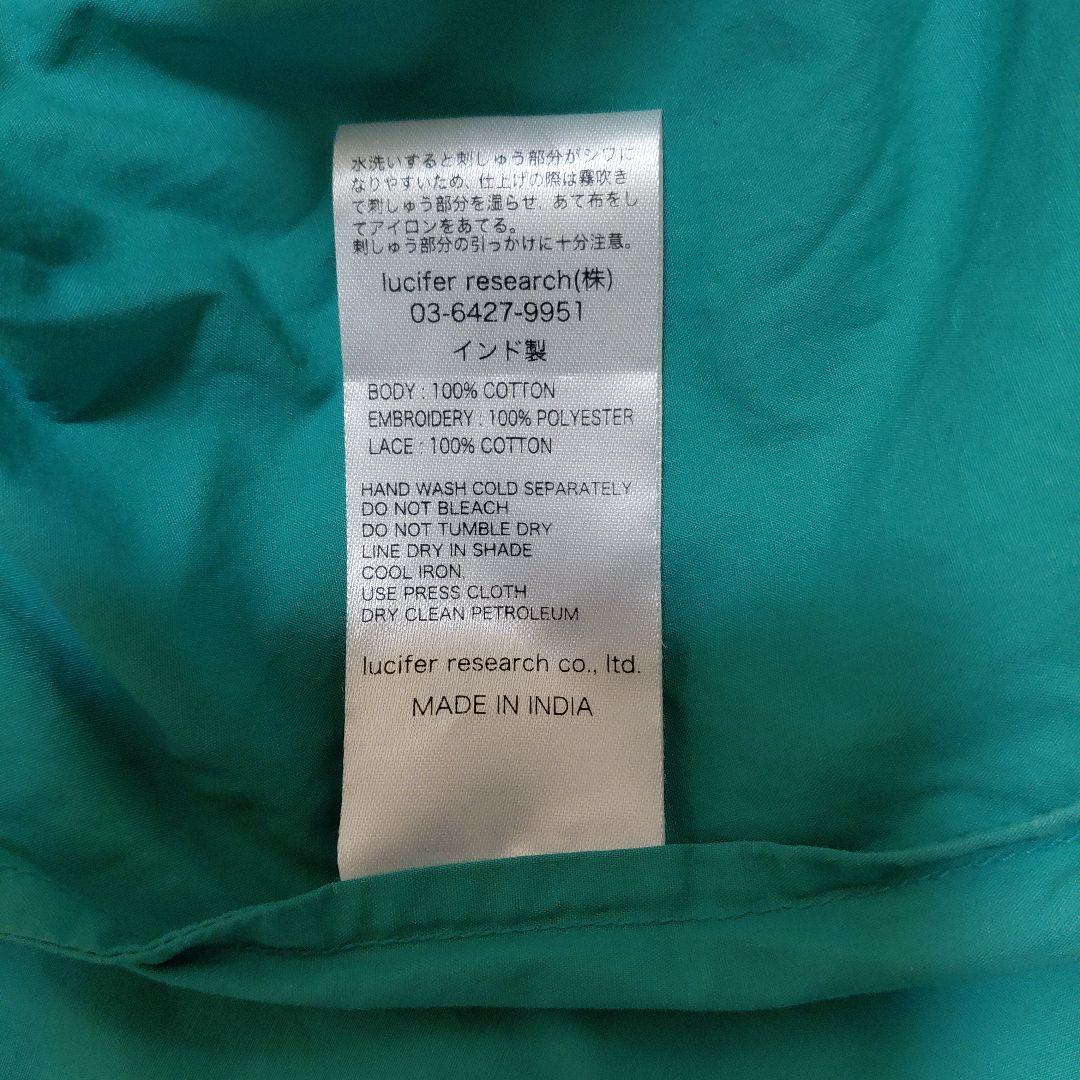 水洗いすると刺しゅう部分がシワに
なりやすいため、仕上げの際は霧吹き
て刺しゅう部分を湿らせ、あて布をし
てアイロンをあてる。
刺しゅう部分の引っかけに十分注意。
lucifer research(株)
03-6427-9951
インド製
BODY : 100% COTTON
EMBROIDERY : 100% POLYESTER
LACE : 100% COTTON
HAND WASH COLD SEPARATELY
DO NOT BLEACH
DO NOT TUMBLE DRY
LINE DRY IN SHADE
COOL IRON
USE PRESS CLOTH
DRY CLEAN PETROLEUM
lucifer research co., ltd.
MADE IN INDIA